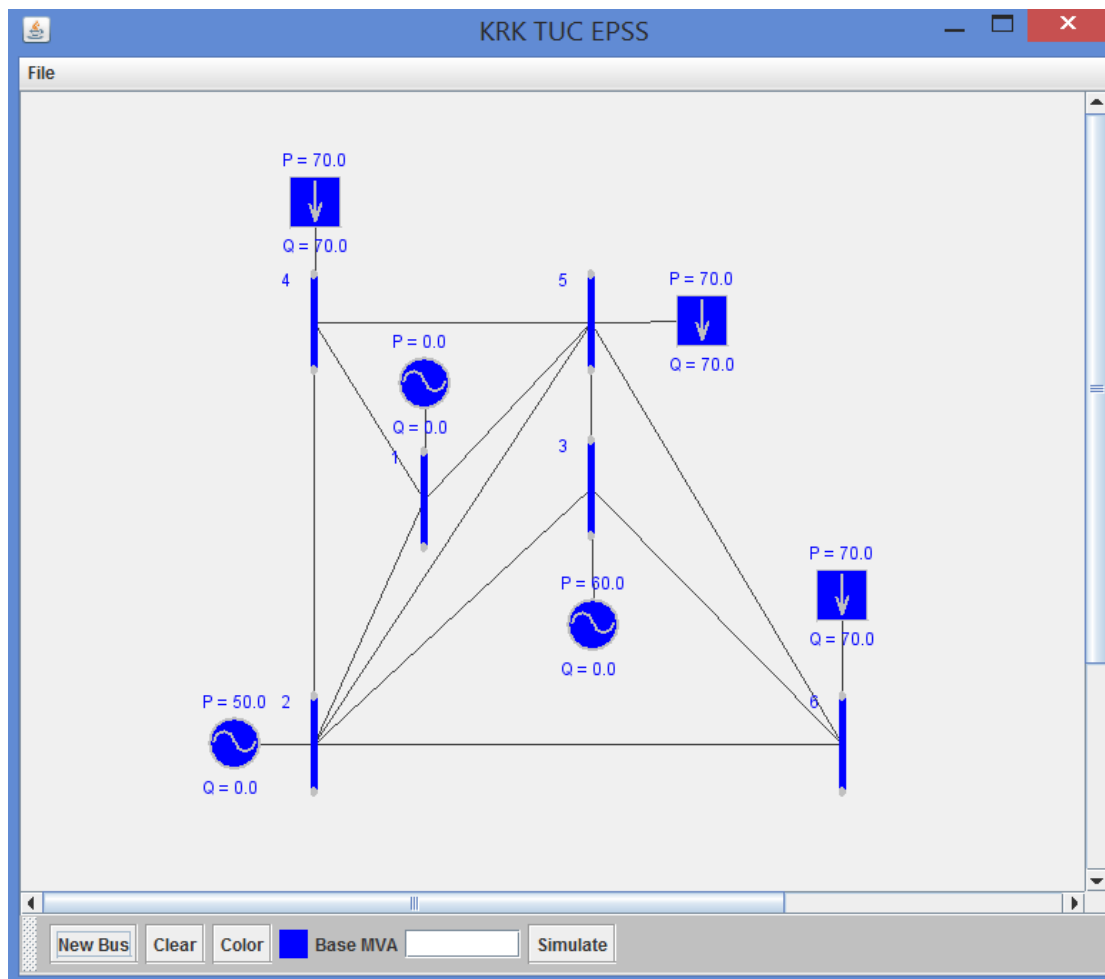 KRK TUC EPSS
File
P = 70.0
Q = 70.0
4
5
P = 70.0
Q = 70.0
P = 0.0
Q = 0.0
1
3
P = 60.0
Q = 0.0
P = 70.0
Q = 70.0
P = 50.0
2
Q = 0.0
6
New Bus Clear Color Base MVA Simulate